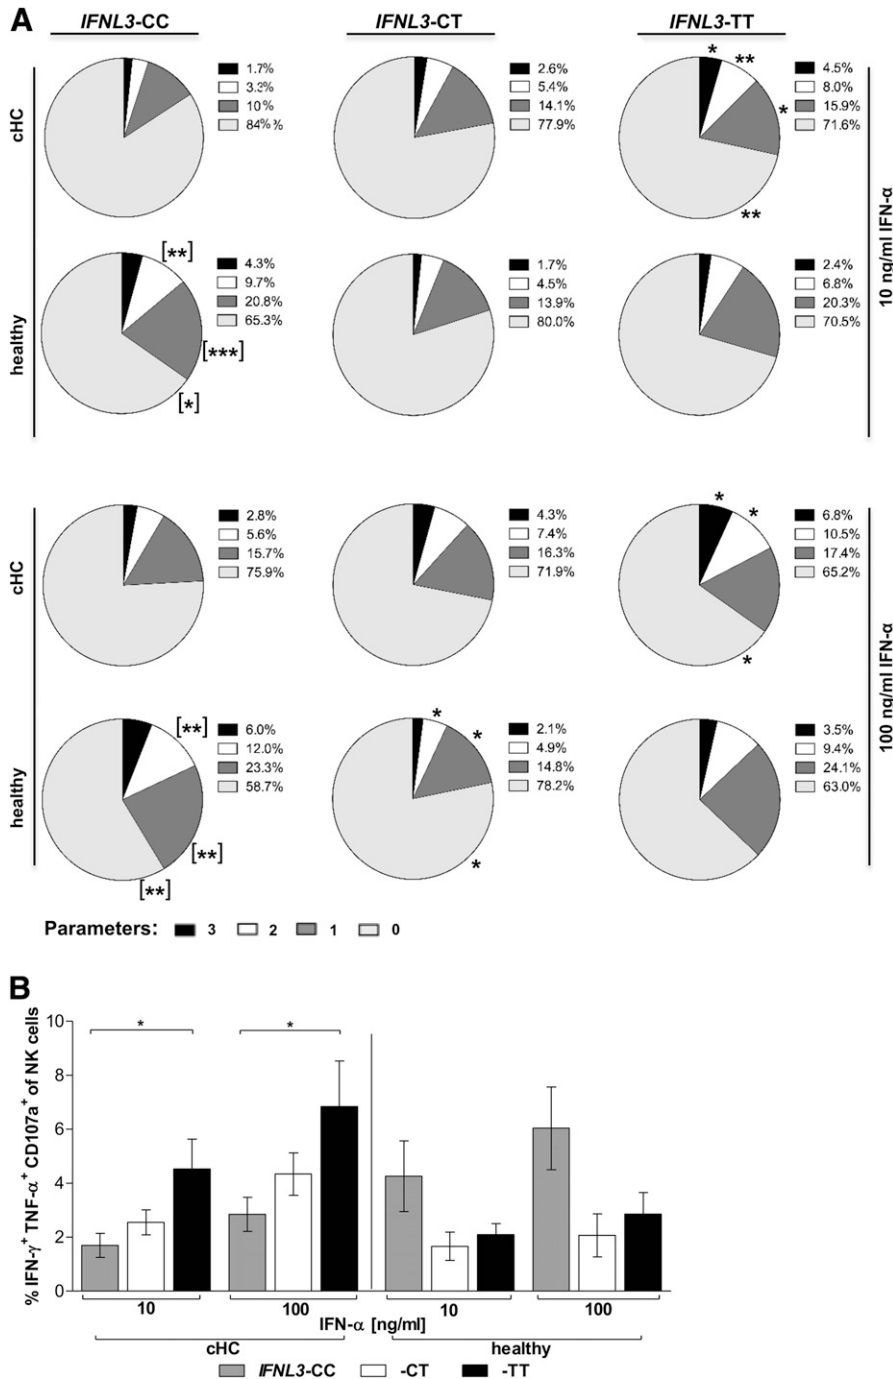 A
IFNL3-CC IFNL3-CT IFNL3-TT
cHC
1.7%
3.3%
10%
84% %
2.6%
5.4%
14.1%
77.9%
* ** * **
4.5%
8.0%
15.9%
71.6%
10 ng/ml IFN-α
healthy
[**] [***] [*]
4.3%
9.7%
20.8%
65.3%
1.7%
4.5%
13.9%
80.0%
2.4%
6.8%
20.3%
70.5%
cHC
2.8%
5.6%
15.7%
75.9%
4.3%
7.4%
16.3%
71.9%
* * *
6.8%
10.5%
17.4%
65.2%
100 ng/ml IFN-α
healthy
[**] [**] [**]
6.0%
12.0%
23.3%
58.7%
* * *
2.1%
4.9%
14.8%
78.2%
3.5%
9.4%
24.1%
63.0%
Parameters: 3 2 1 0
B
% IFN-γ+ TNF-α+ CD107a+ of NK cells
10
8
6
4
2
0
* *
10 100 10 100
IFN-α [ng/ml]
cHC healthy
IFNL3-CC -CT -TT